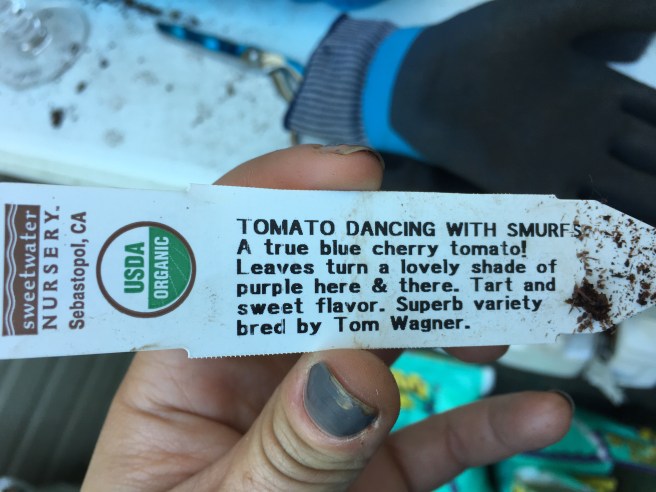 sweetwater
NURSERY.
Sebastopol, CA
USDA
ORGANIC
TOMATO DANCING WITH SMURFS
A true blue cherry tomato!
Leaves turn a lovely shade of
purple here & there. Tart and
sweet flavor. Superb variety
bred by Tom Wagner.